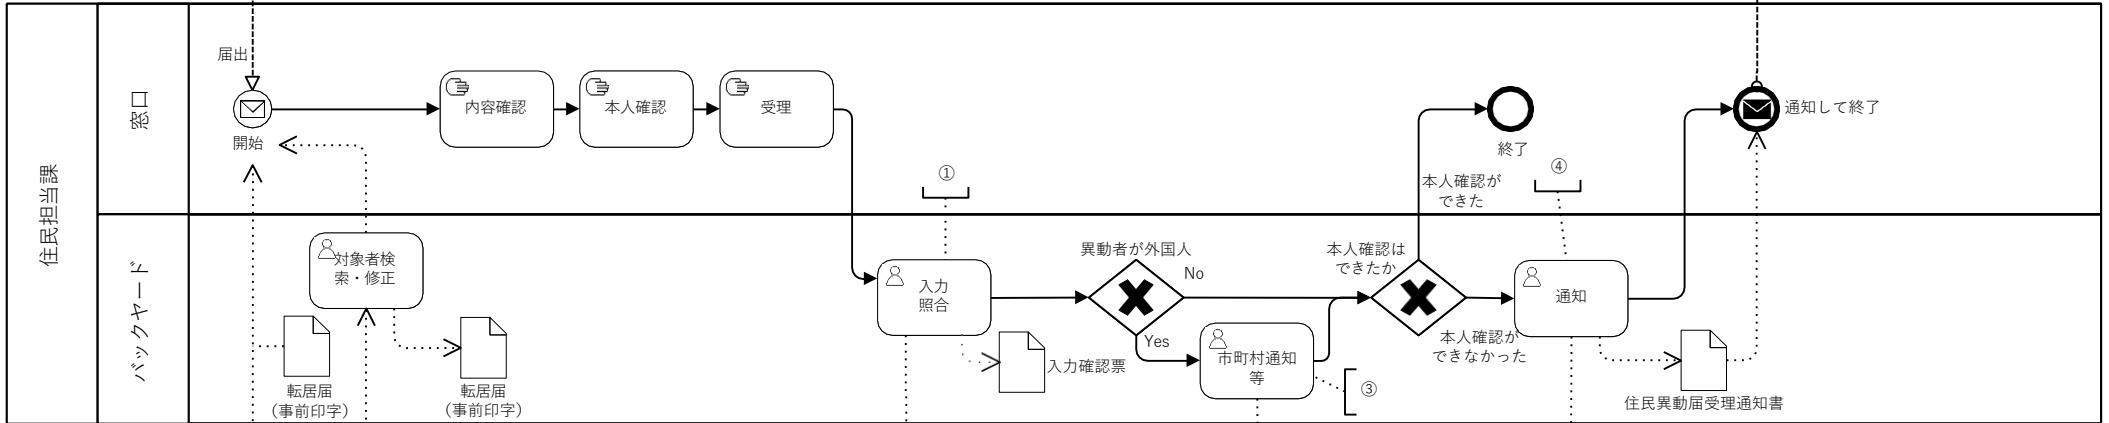 住民担当課
窓口
届出
開始
内容確認
本人確認
受理
①
終了
本人確認が
できた
④
通知して終了
バックヤード
対象者検
索・修正
転居届
（事前印字）
転居届
（事前印字）
入力
照合
入力確認票
異動者が外国人
No
Yes
市町村通知
等
③
本人確認は
できたか
本人確認が
できなかった
通知
住民異動届受理通知書